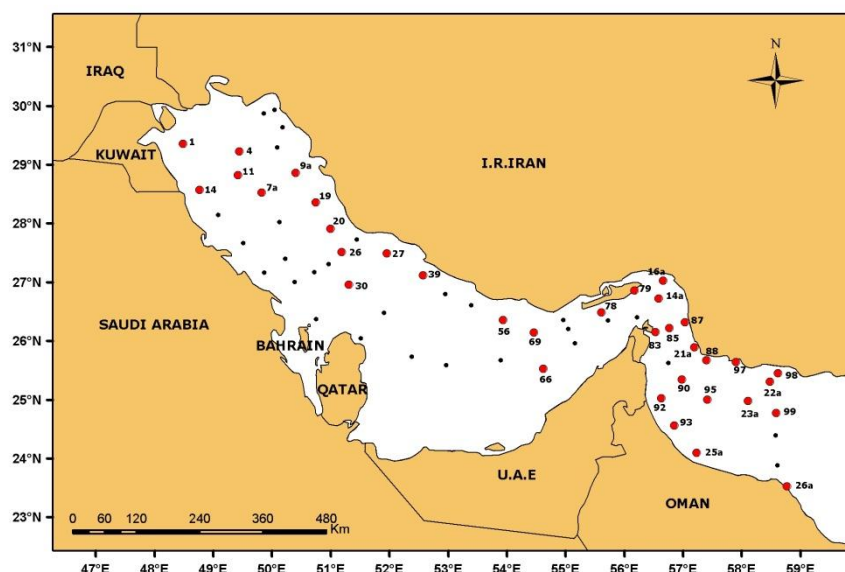 31°N
30°N
29°N
28°N
27°N
26°N
25°N
24°N
23°N
N
IRAQ
KUWAIT
I.R.IRAN
SAUDI ARABIA
BAHRAIN
QATAR
U.A.E
OMAN
1
4
11
9a
14
7a
19
20
26
27
30
39
16a
79
14a
78
56
69
83
85
87
66
21a
88
97
98
90
22a
92
95
23a
99
93
25a
26a
0 60 120 240 360 480
Km
47°E 48°E 49°E 50°E 51°E 52°E 53°E 54°E 55°E 56°E 57°E 58°E 59°E